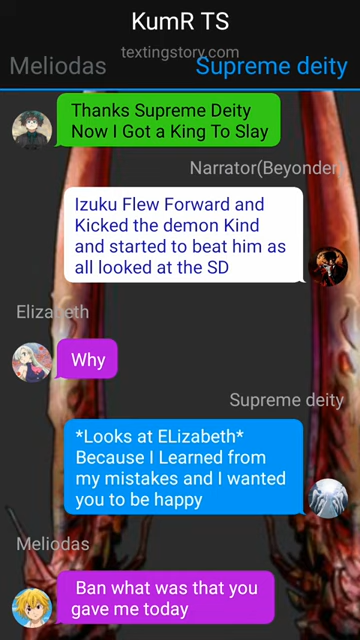 KumR TS
textingstory.com
Meliodas
Supreme deity
Thanks Supreme Deity
Now I Got a King To Slay
Narrator(Beyonder
Izuku Flew Forward and
Kicked the demon Kind
and started to beat him as
all looked at the SD
Elizabeth
Why
Supreme deity
*Looks at ELizabeth*
Because I Learned from
my mistakes and I wanted
you to be happy
Meliodas
Ban what was that you
gave me today